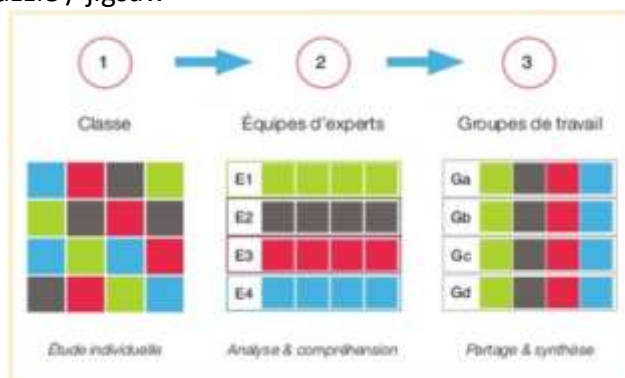 1 2 3
Classe Équipes d'experts Groupes de travail
E1 Ga
E2 Gb
E3 Gc
E4 Gd
Étude individuelle Analyse & compréhension Partage & synthèse